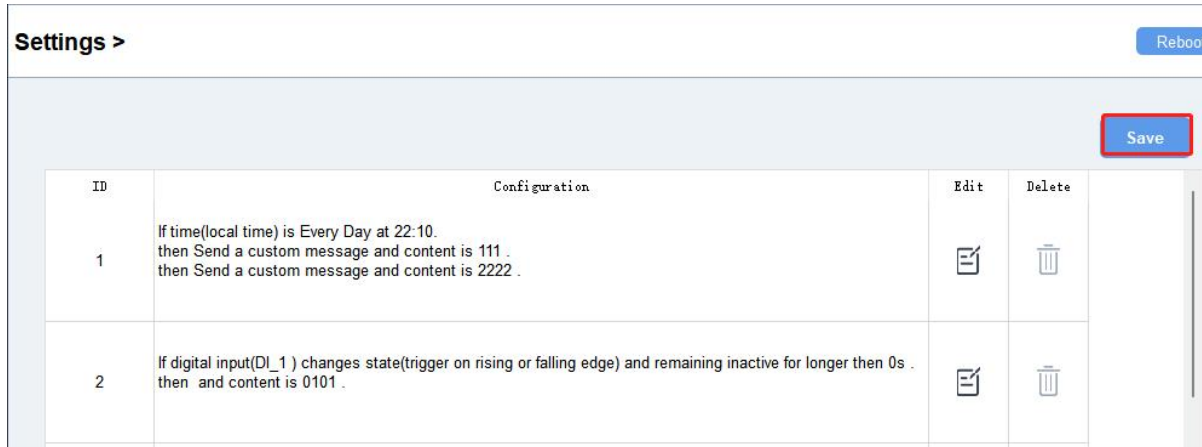 Settings >
Reboo
Save
ID Configuration Edit Delete
If time(local time) is Every Day at 22:10.
1 then Send a custom message and content is 111 .
then Send a custom message and content is 2222 .
If digital input(DI_1 ) changes state(trigger on rising or falling edge) and remaining inactive for longer then 0s .
2 then  and content is 0101 .